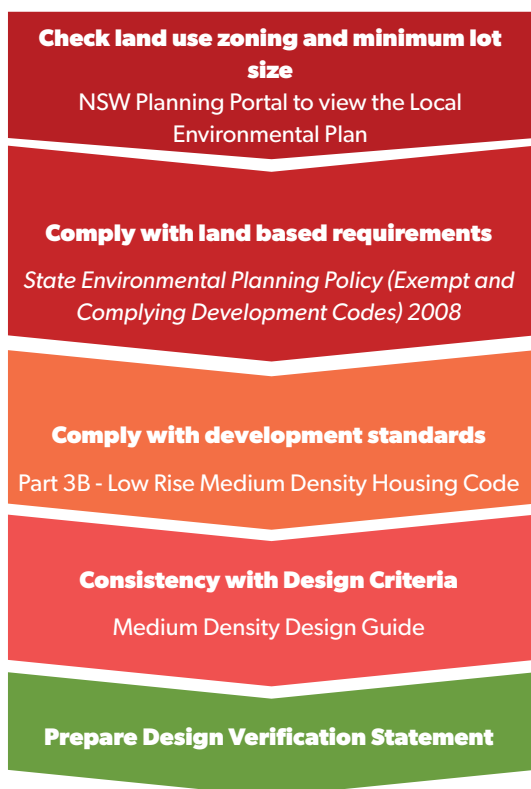 Check land use zoning and minimum lot
size
NSW Planning Portal to view the Local
Environmental Plan
Comply with land based requirements
State Environmental Planning Policy (Exempt and
Complying Development Codes) 2008
Comply with development standards
Part 3B - Low Rise Medium Density Housing Code
Consistency with Design Criteria
Medium Density Design Guide
Prepare Design Verification Statement